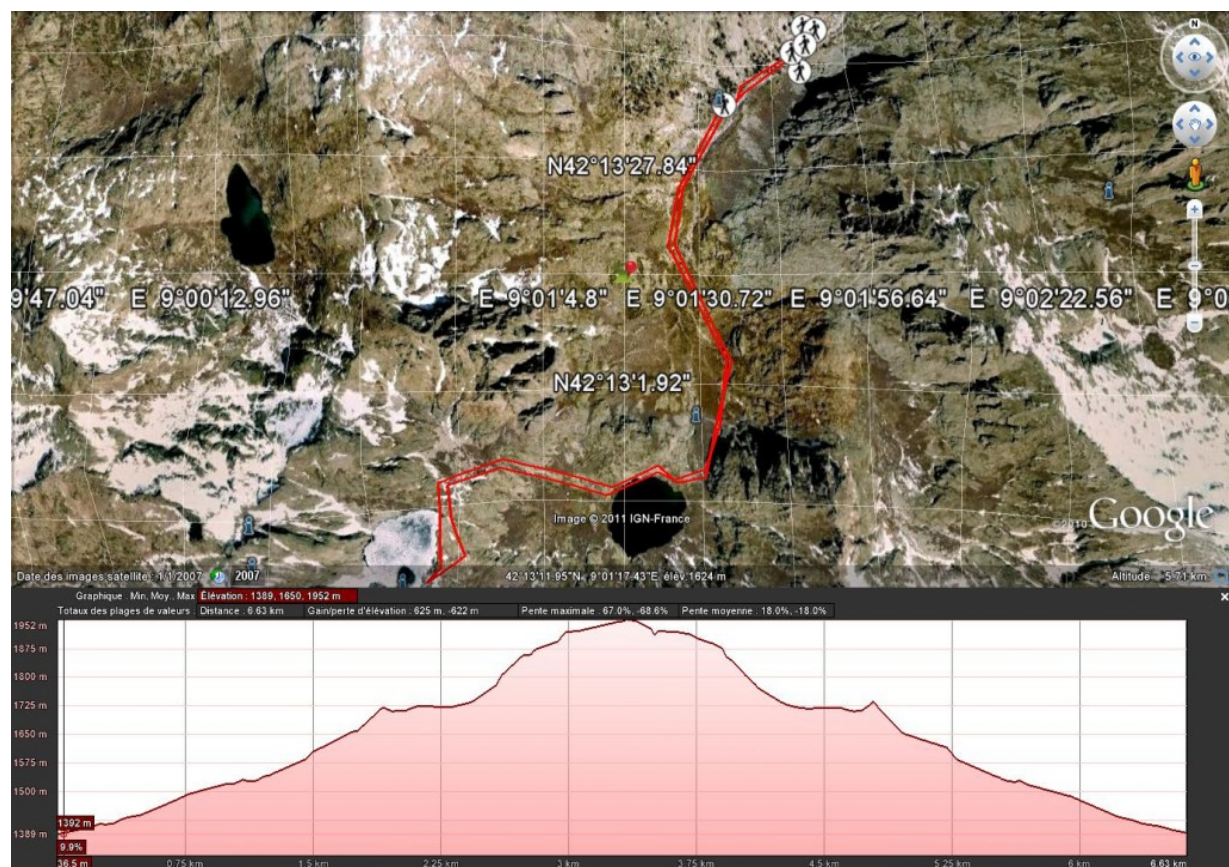 N
N42°13'27.84"
9'47.04" E 9°00'12.96" E 9°01'4.8" E 9°01'30.72" E 9°01'56.64" E 9°02'22.56" E 9°0
N42°13'1.92"
Image © 2011 IGN-France
©2010 Google
Date des images satellite : 1/1/2007 2007 42°13'11.95"N 9°01'17.43"E élév. 1624 m Altitude 5.71 km
Graphique : Min, Moy., Max Élévation : 1389, 1650, 1952 m
Totaux des plages de valeurs : Distance : 6.63 km Gain/perte d'élévation : 625 m, -622 m Pente maximale : 67.0%, -68.6% Pente moyenne : 18.0%, -18.0%
1952 m
1875 m
1800 m
1725 m
1650 m
1575 m
1500 m
1392 m
1389 m
9.9%
36.5 m 0.75 km 1.5 km 2.25 km 3 km 3.75 km 4.5 km 5.25 km 6 km 6.63 km